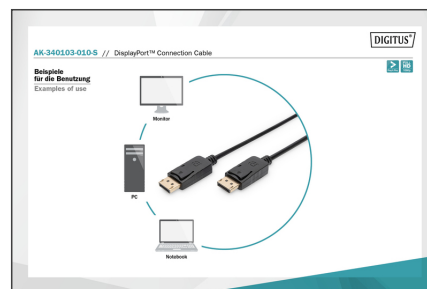 DIGITUS®
AK-340103-010-S // DisplayPort™ Connection Cable
Beispiele
für die Benutzung
Examples of use
Monitor
PC
Notebook